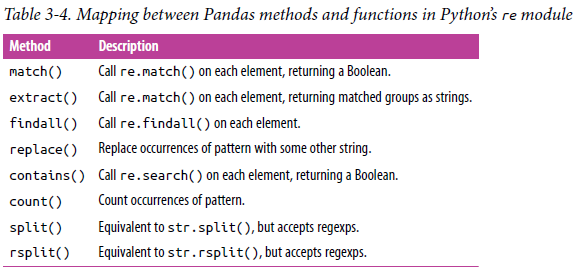 Table 3-4. Mapping between Pandas methods and functions in Python's re module
Method Description
match() Call re.match() on each element, returning a Boolean.
extract() Call re.match() on each element, returning matched groups as strings.
findall() Call re.findall() on each element.
replace() Replace occurrences of pattern with some other string.
contains() Call re.search() on each element, returning a Boolean.
count() Count occurrences of pattern.
split() Equivalent to str.split(), but accepts regexps.
rsplit() Equivalent to str.rsplit(), but accepts regexps.